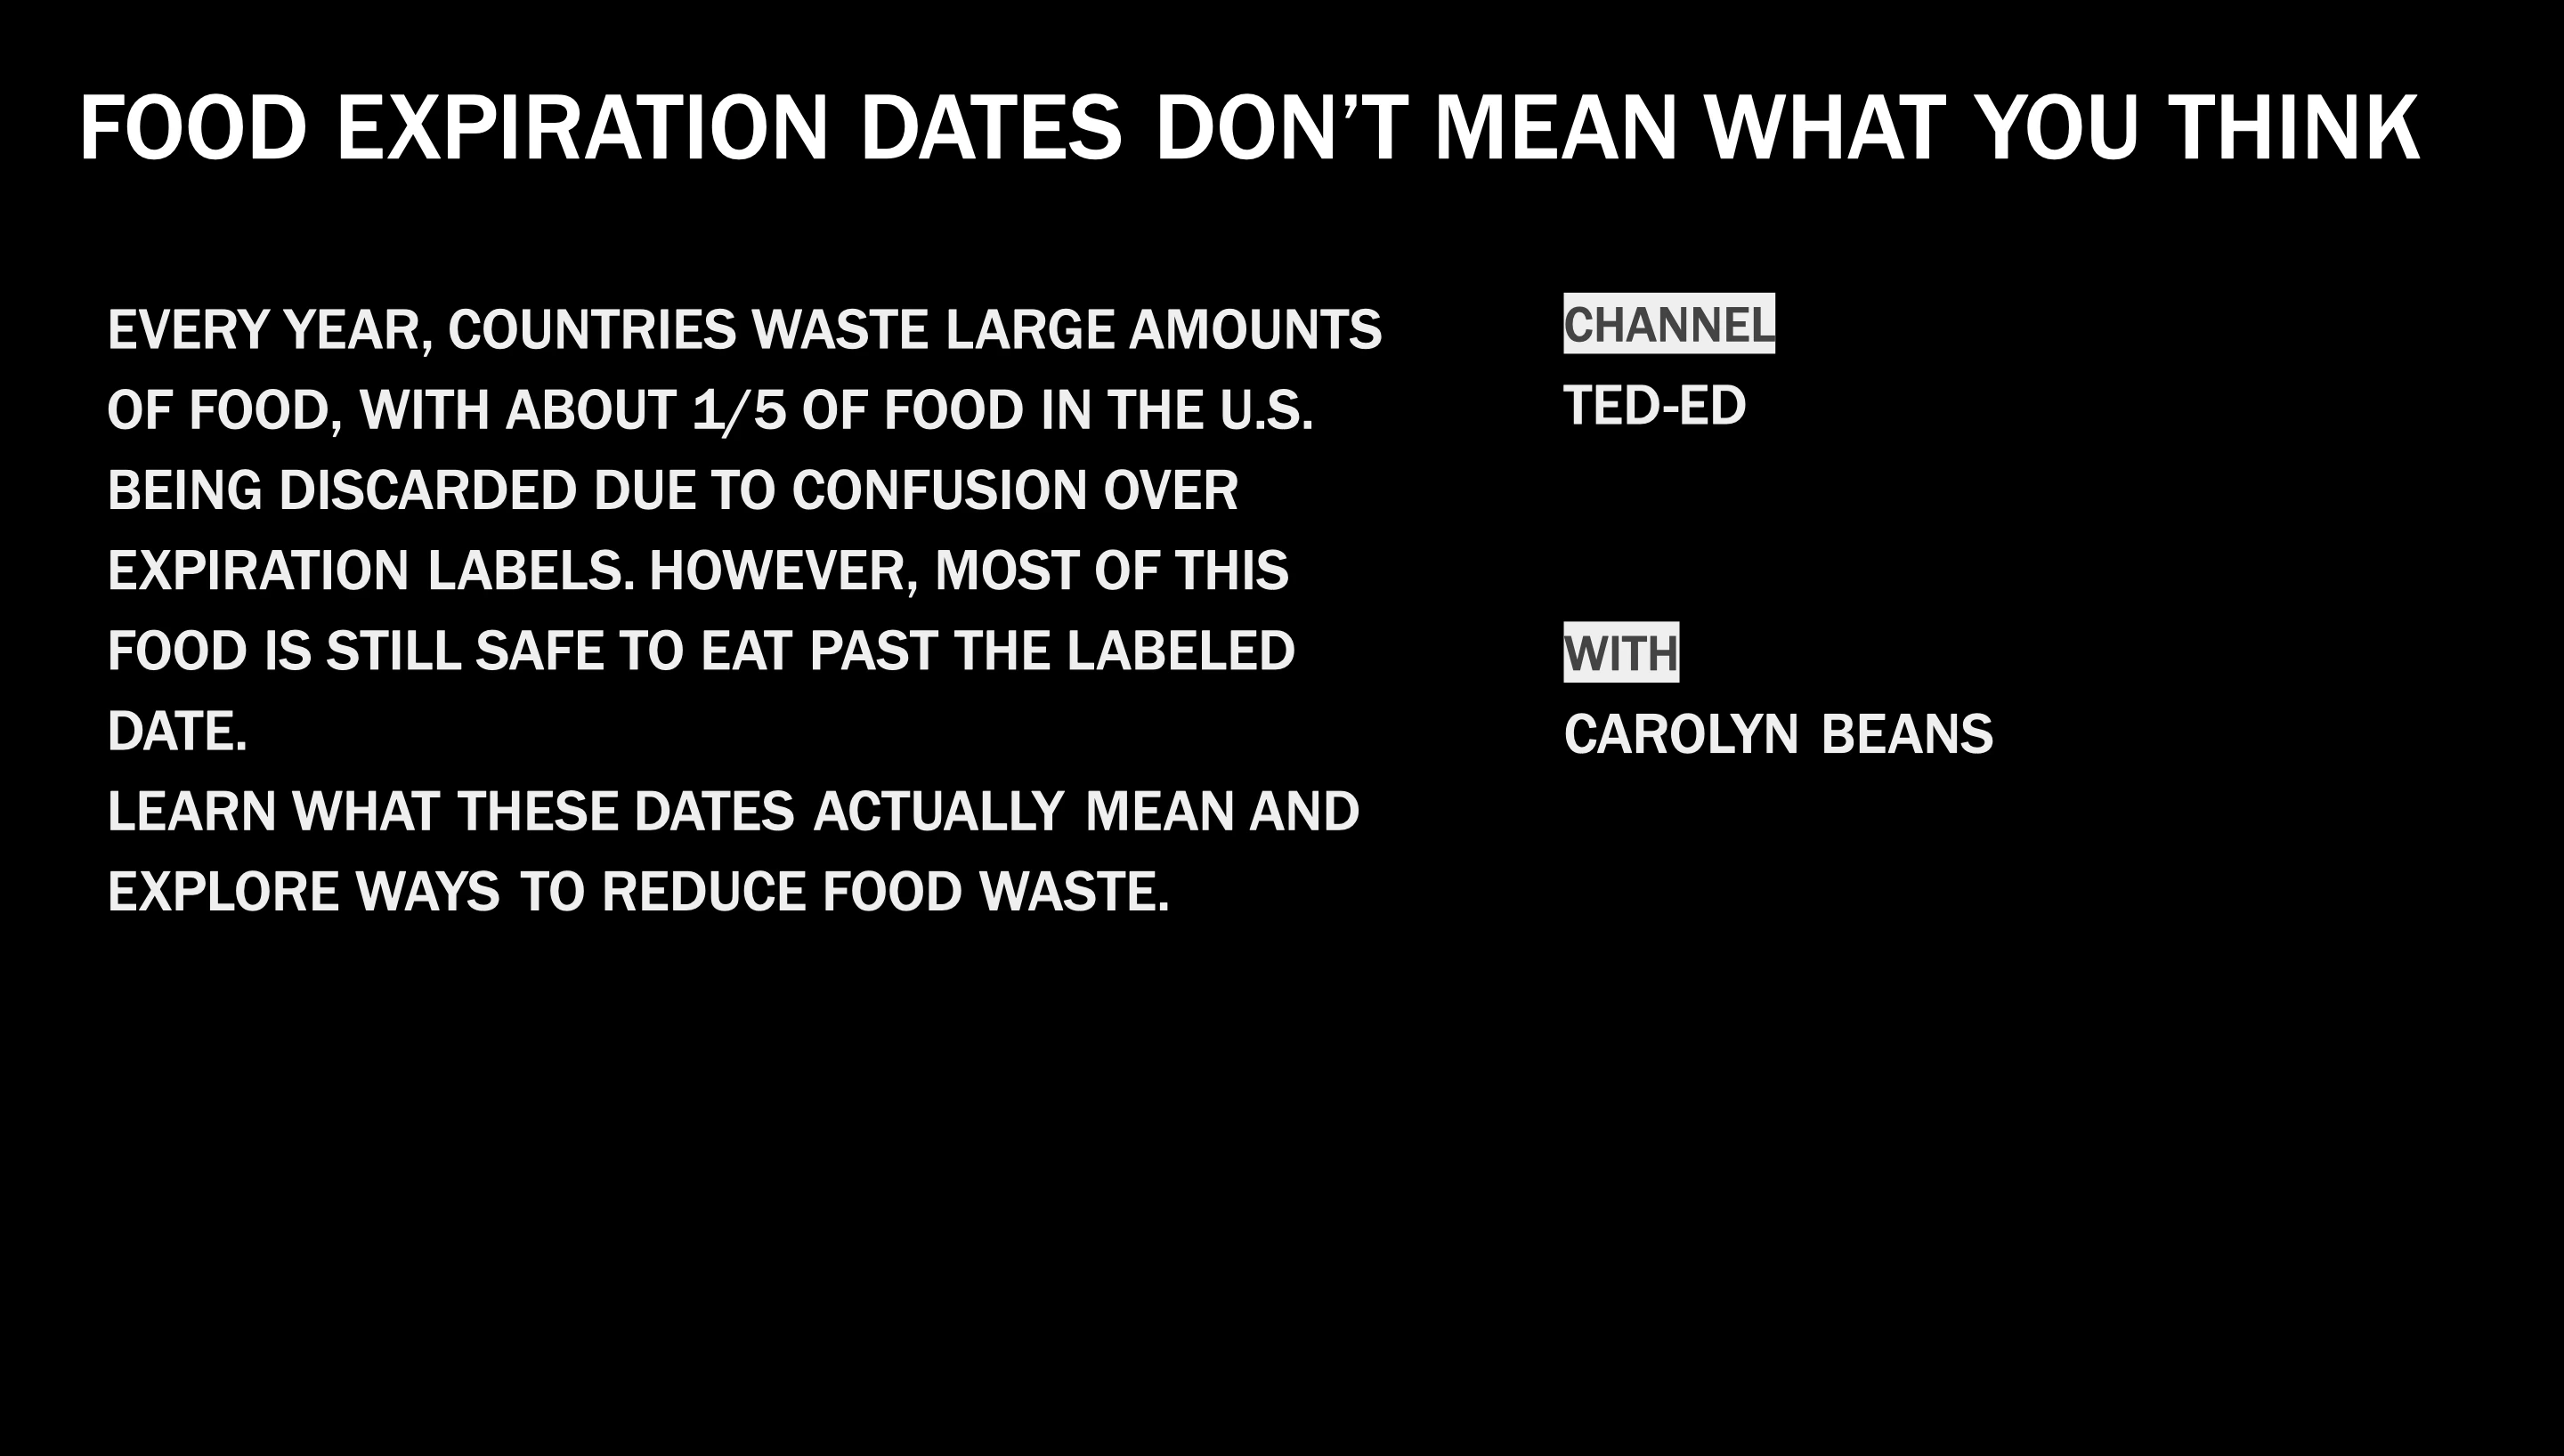 FOOD EXPIRATION DATES DON’T MEAN WHAT YOU THINK
EVERY YEAR, COUNTRIES WASTE LARGE AMOUNTS
OF FOOD, WITH ABOUT 1/5 OF FOOD IN THE U.S.
BEING DISCARDED DUE TO CONFUSION OVER
EXPIRATION LABELS. HOWEVER, MOST OF THIS
FOOD IS STILL SAFE TO EAT PAST THE LABELED
DATE.
LEARN WHAT THESE DATES ACTUALLY MEAN AND
EXPLORE WAYS TO REDUCE FOOD WASTE.
CHANNEL
TED-ED
WITH
CAROLYN BEANS